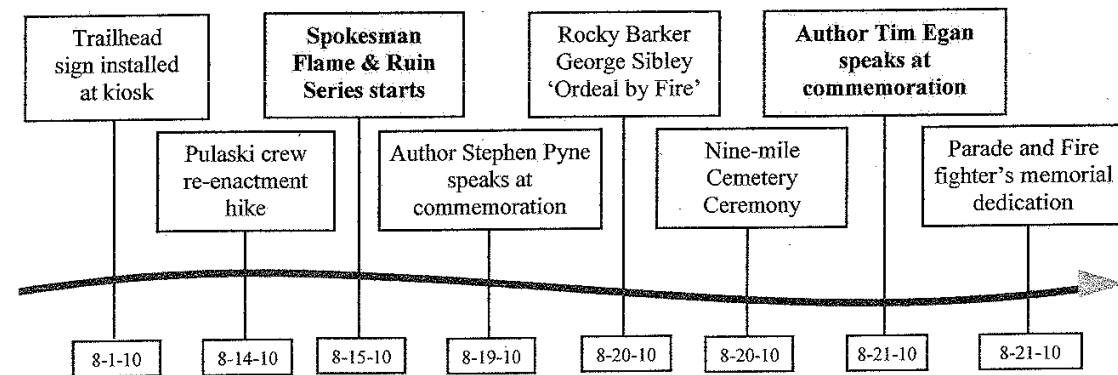 Trailhead
sign installed
at kiosk
Pulaski crew
re-enactment
hike
Spokesman
Flame & Ruin
Series starts
Author Stephen Pyne
speaks at
commemoration
Rocky Barker
George Sibley
'Ordeal by Fire'
Nine-mile
Cemetery
Ceremony
Author Tim Egan
speaks at
commemoration
Parade and Fire
fighter's memorial
dedication
8-1-10
8-14-10
8-15-10
8-19-10
8-20-10
8-20-10
8-21-10
8-21-10